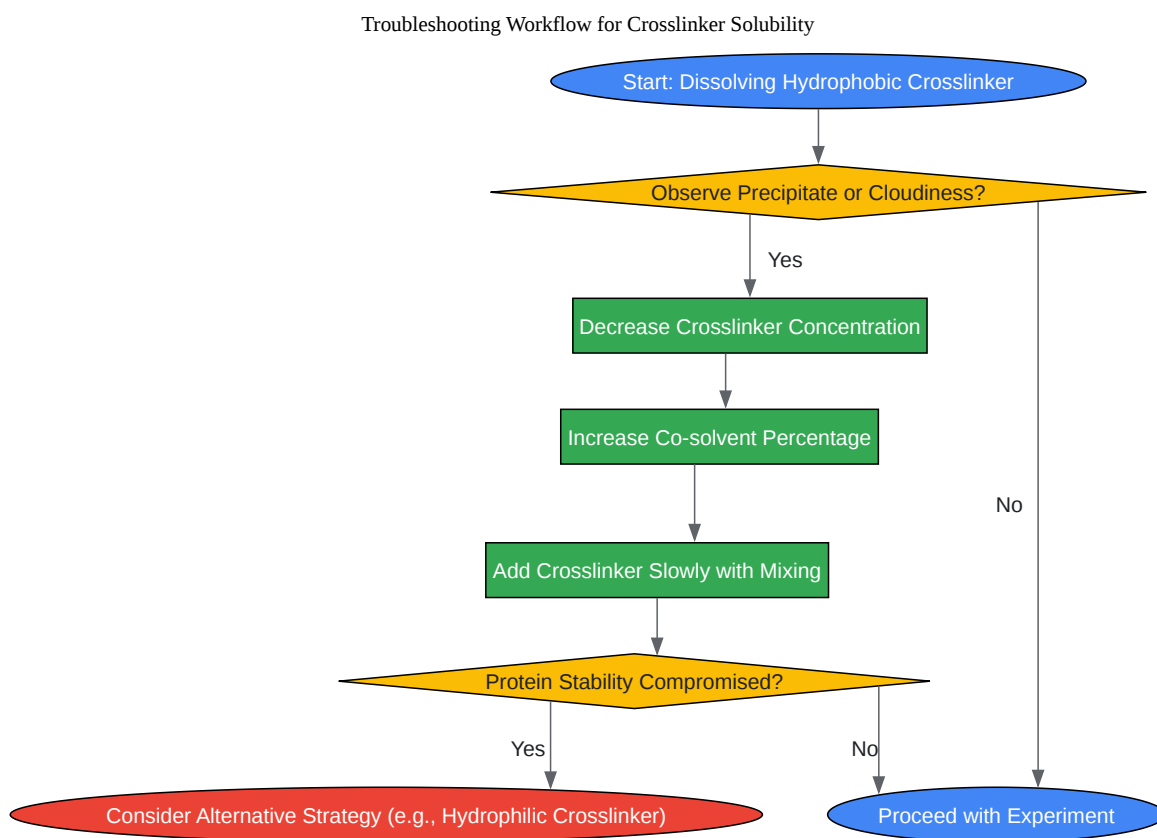 Troubleshooting Workflow for Crosslinker Solubility
Start: Dissolving Hydrophobic Crosslinker
Observe Precipitate or Cloudiness?
Yes
Decrease Crosslinker Concentration
Increase Co-solvent Percentage
No
Add Crosslinker Slowly with Mixing
Protein Stability Compromised?
Yes
No
Consider Alternative Strategy (e.g., Hydrophilic Crosslinker)
Proceed with Experiment